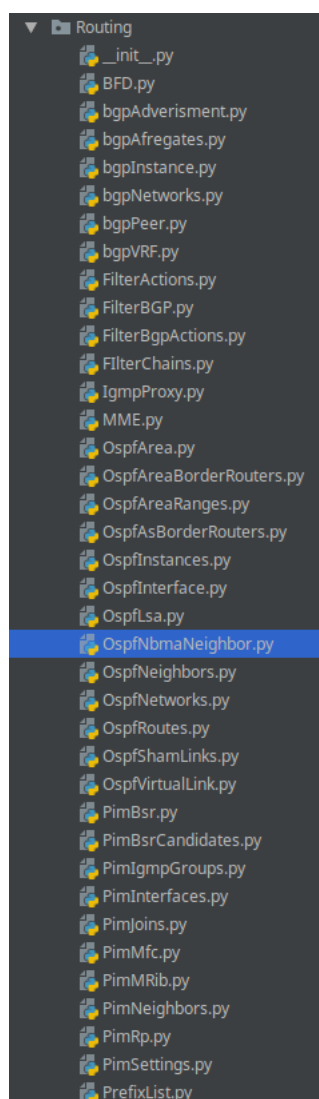 Routing
__init__.py
BFD.py
bgpAdverisment.py
bgpAfregates.py
bgpInstance.py
bgpNetworks.py
bgpPeer.py
bgpVRF.py
FilterActions.py
FilterBGP.py
FilterBgpActions.py
FIlterChains.py
IgmpProxy.py
MME.py
OspfArea.py
OspfAreaBorderRouters.py
OspfAreaRanges.py
OspfAsBorderRouters.py
OspfInstances.py
OspfInterface.py
OspfLsa.py
OspfNbmaNeighbor.py
OspfNeighbors.py
OspfNetworks.py
OspfRoutes.py
OspfShamLinks.py
OspfVirtualLink.py
PimBsr.py
PimBsrCandidates.py
PimIgmpGroups.py
PimInterfaces.py
PimJoins.py
PimMfc.py
PimMRib.py
PimNeighbors.py
PimRp.py
PimSettings.py
PrefixList.py